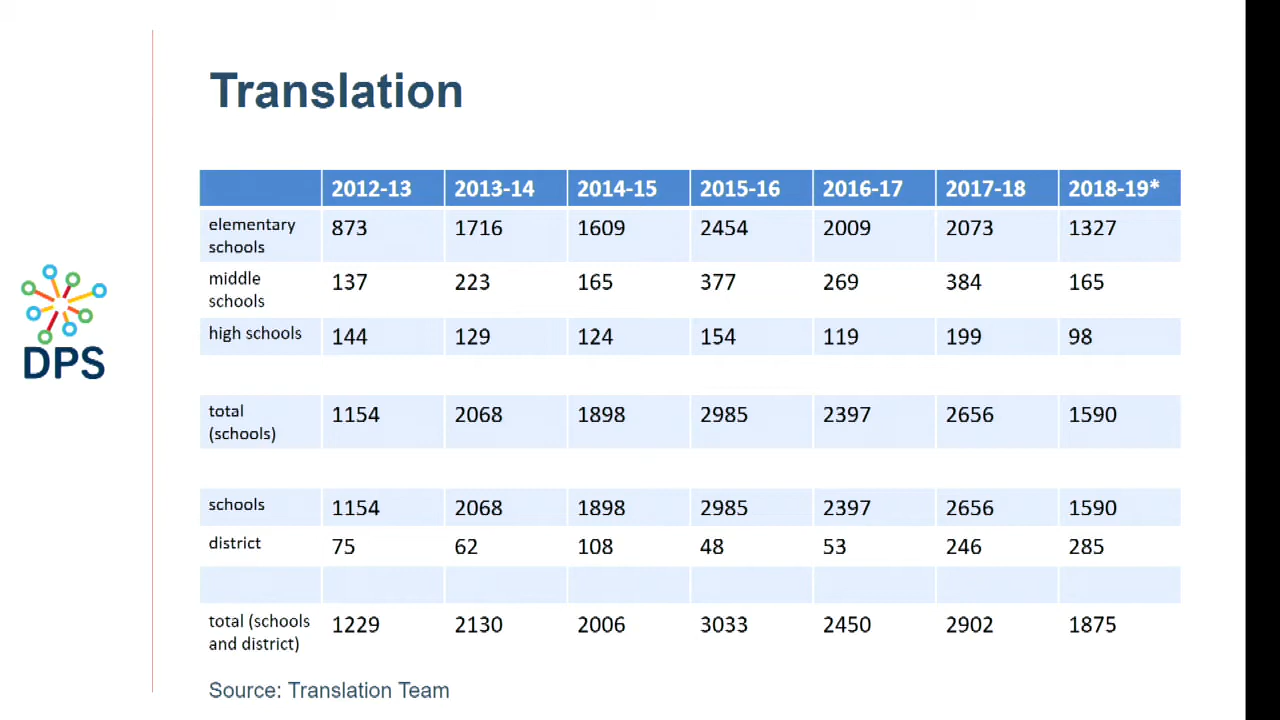 Translation
2012-13 2013-14 2014-15 2015-16 2016-17 2017-18 2018-19*
elementary schools 873 1716 1609 2454 2009 2073 1327
middle schools 137 223 165 377 269 384 165
high schools 144 129 124 154 119 199 98
total (schools) 1154 2068 1898 2985 2397 2656 1590
schools 1154 2068 1898 2985 2397 2656 1590
district 75 62 108 48 53 246 285
total (schools and district) 1229 2130 2006 3033 2450 2902 1875
Source: Translation Team
DPS